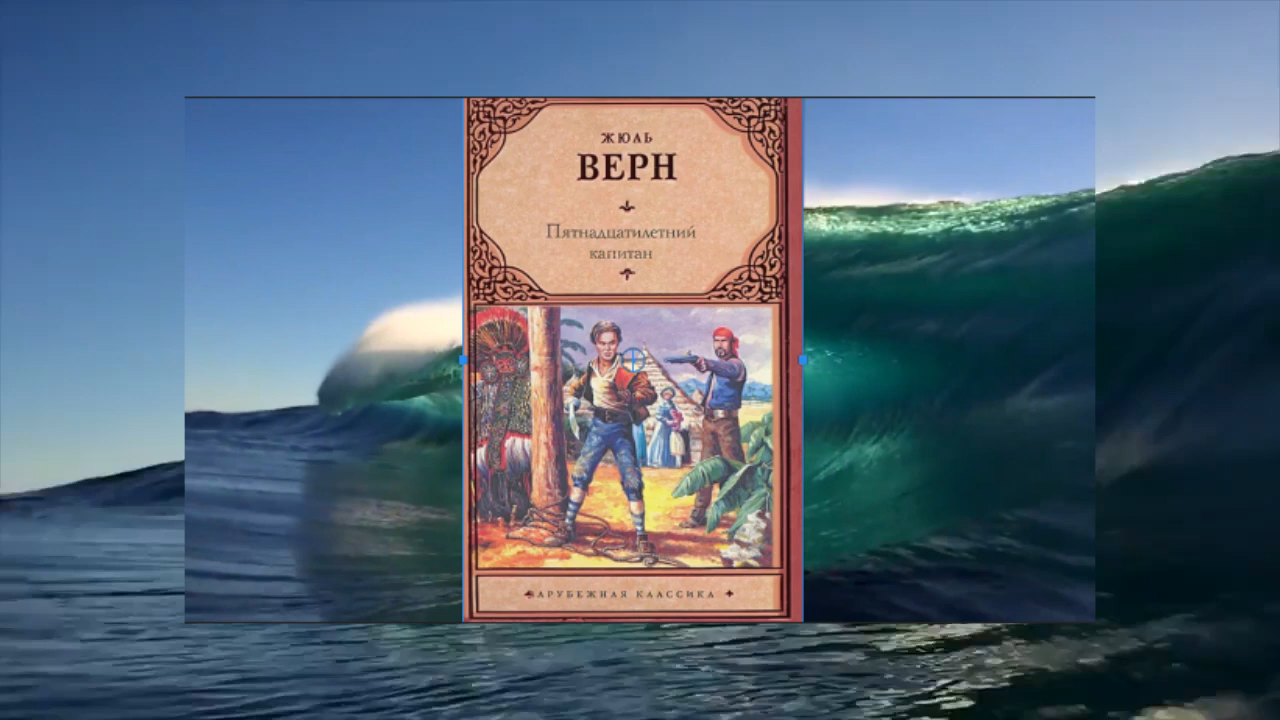 ЖЮЛЬ
ВЕРН
Пятнадцатилетний
капитан
ЗАРУБЕЖНАЯ КЛАССИКА